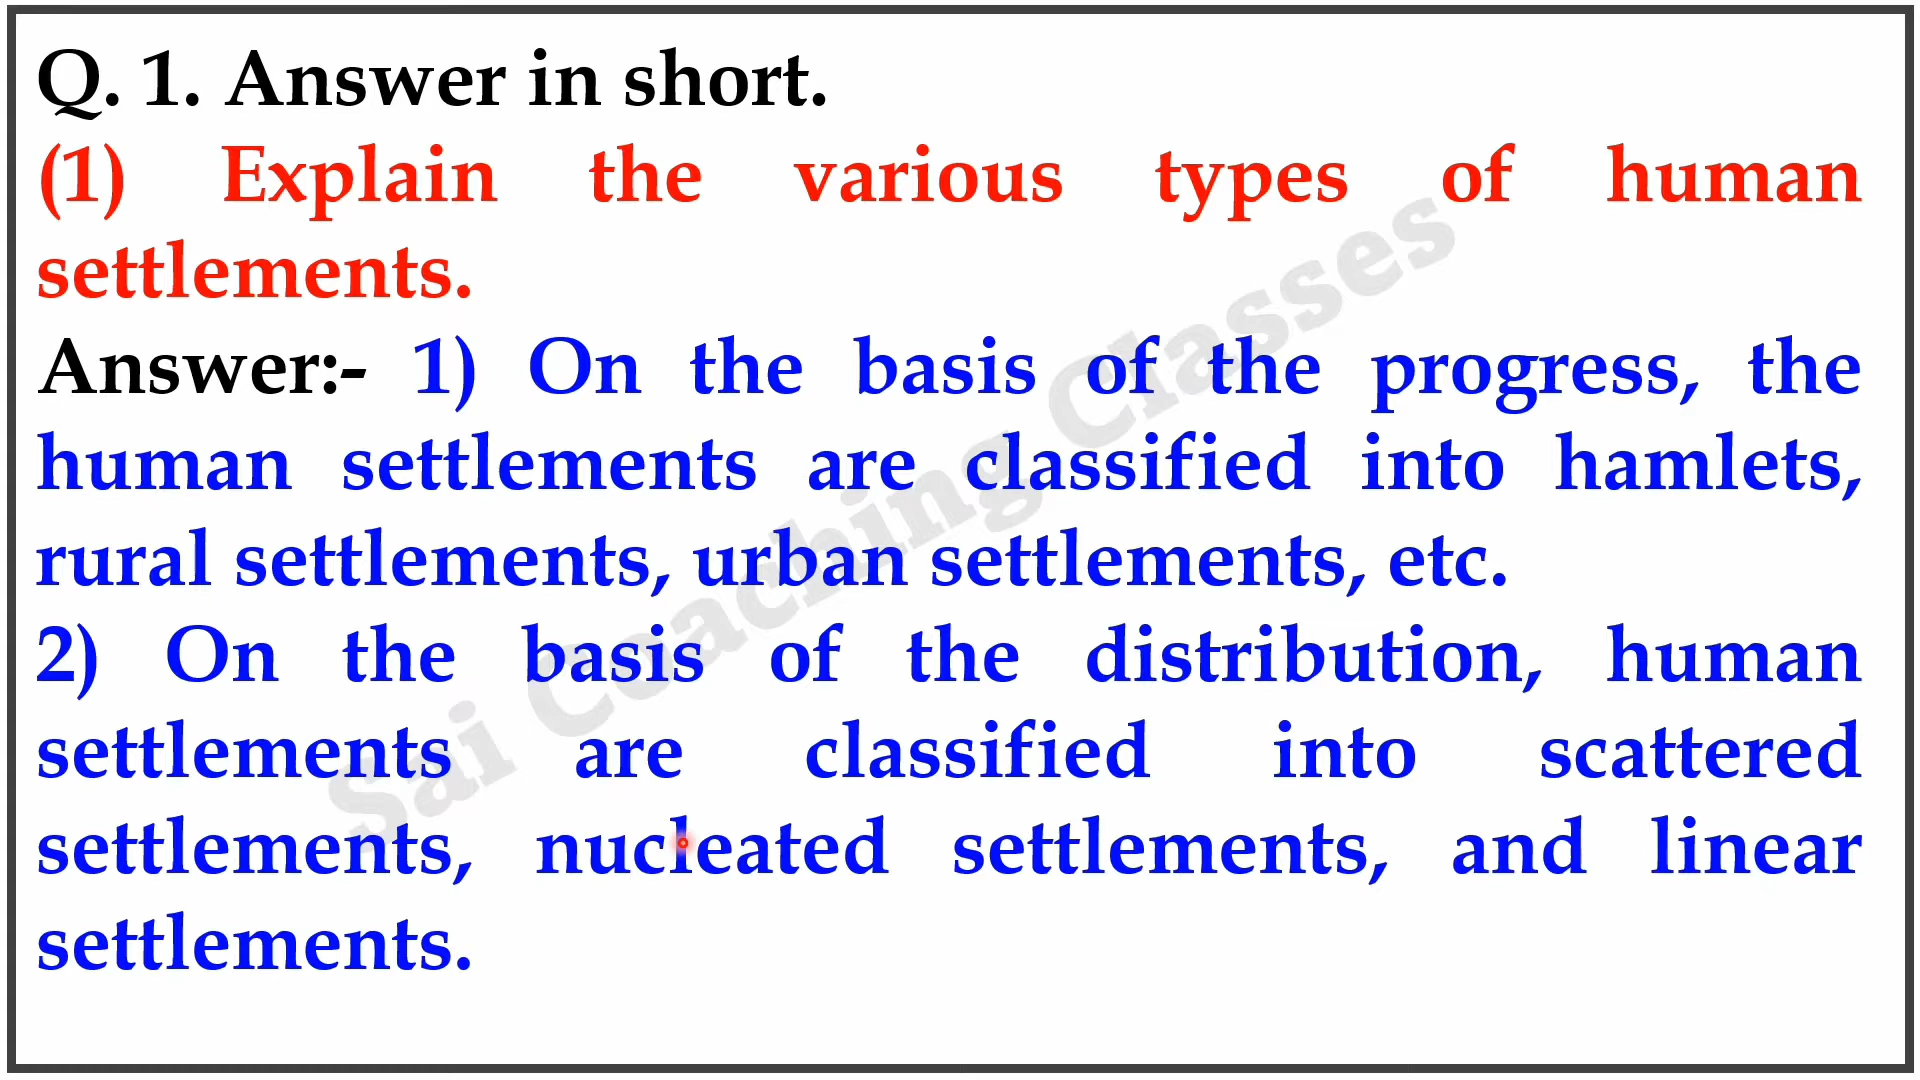 Q. 1. Answer in short.
(1) Explain the various types of human
settlements.
Answer:- 1) On the basis of the progress, the
human settlements are classified into hamlets,
rural settlements, urban settlements, etc.
2) On the basis of the distribution, human
settlements are classified into scattered
settlements, nucleated settlements, and linear
settlements.
Sai Coaching Classes